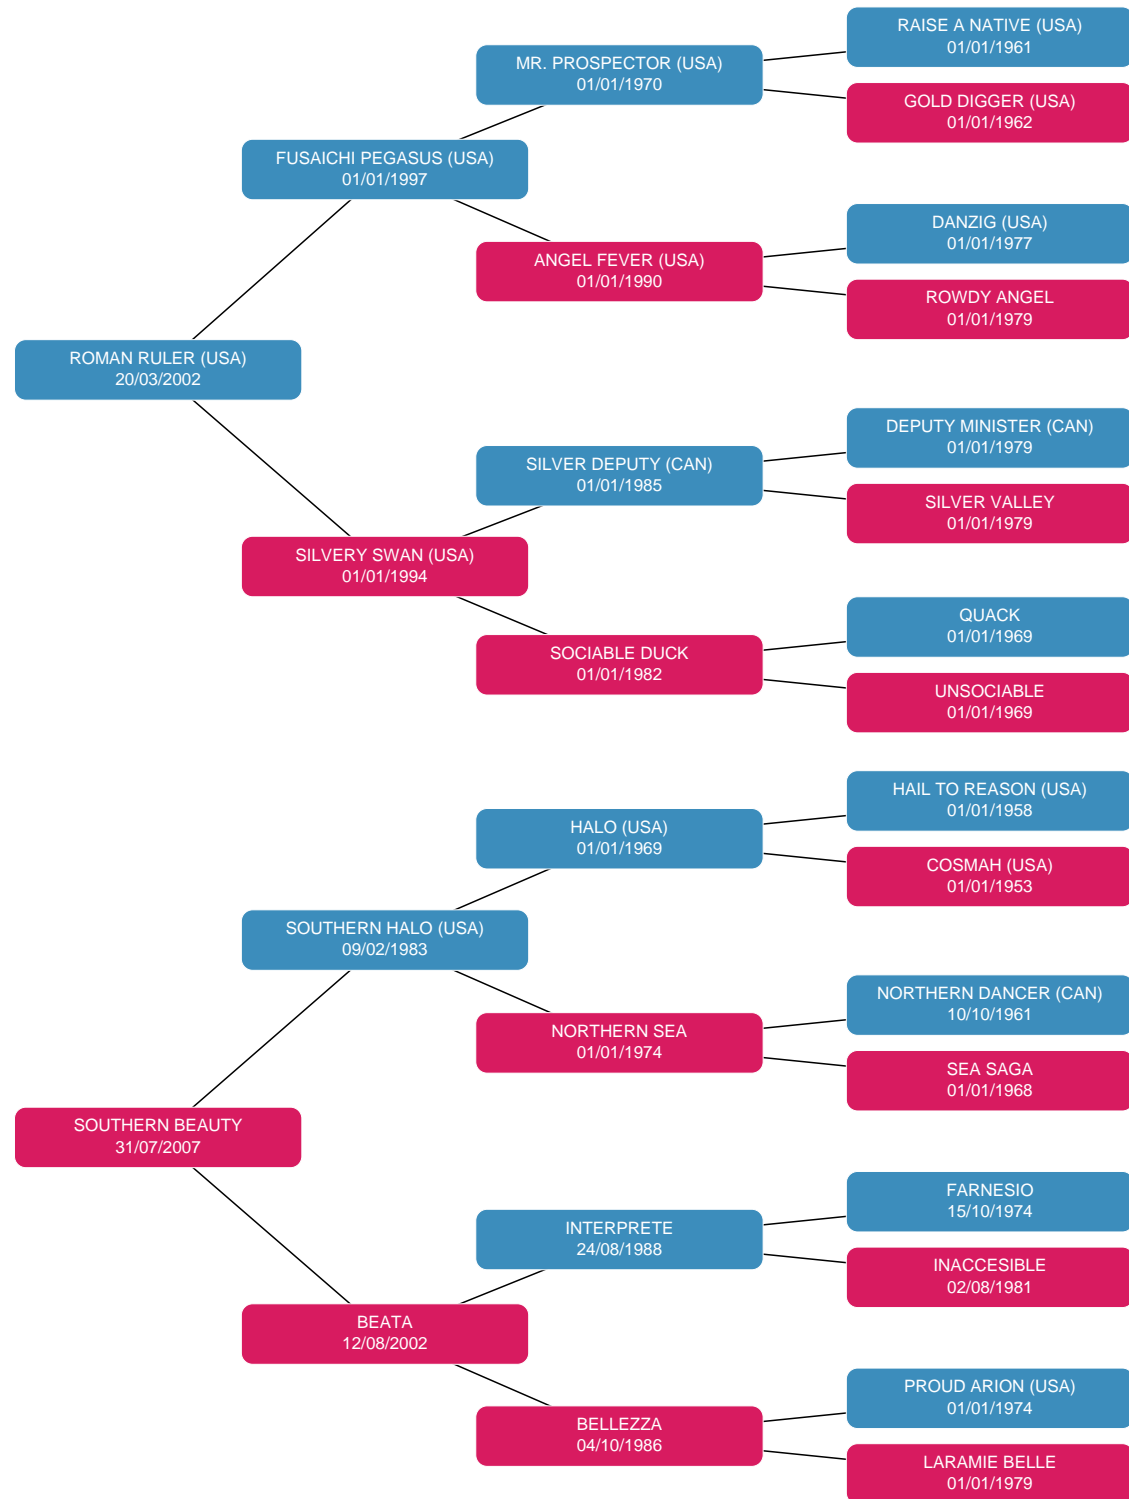 RAISE A NATIVE (USA)
01/01/1961
MR. PROSPECTOR (USA)
01/01/1970
GOLD DIGGER (USA)
01/01/1962
FUSAICHI PEGASUS (USA)
01/01/1997
DANZIG (USA)
01/01/1977
ANGEL FEVER (USA)
01/01/1990
ROWDY ANGEL
01/01/1979
ROMAN RULER (USA)
20/03/2002
DEPUTY MINISTER (CAN)
01/01/1979
SILVER DEPUTY (CAN)
01/01/1985
SILVER VALLEY
01/01/1979
SILVERY SWAN (USA)
01/01/1994
QUACK
01/01/1969
SOCIABLE DUCK
01/01/1982
UNSOCIABLE
01/01/1969
HAIL TO REASON (USA)
01/01/1958
HALO (USA)
01/01/1969
COSMAH (USA)
01/01/1953
SOUTHERN HALO (USA)
09/02/1983
NORTHERN DANCER (CAN)
10/10/1961
NORTHERN SEA
01/01/1974
SEA SAGA
01/01/1968
SOUTHERN BEAUTY
31/07/2007
FARNESIO
15/10/1974
INTERPRETE
24/08/1988
INACCESIBLE
02/08/1981
BEATA
12/08/2002
PROUD ARION (USA)
01/01/1974
BELLEZZA
04/10/1986
LARAMIE BELLE
01/01/1979